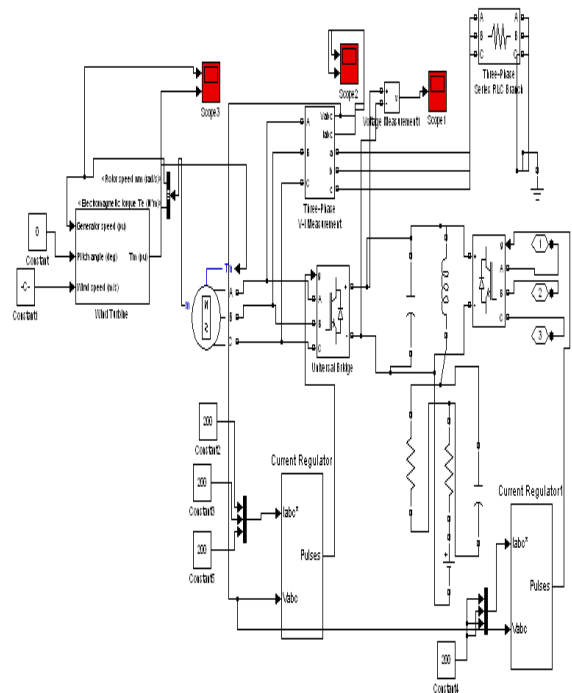 A
B
C
A
B
C
Three-Phase
Series RLC Branch
Scope3
Scope2
Voltage Measurement1
Scope1
Vabc
Iabc
A
B
C
a
b
c
Three-Phase
V-I Measurement
<Rotor speed wm (rad/s)>
<Electromagnetic torque Te (N*m)>
0
Constant
-C-
Constant1
Generator speed (pu)
Pitch angle (deg)
Wind speed (m/s)
Tm (pu)
Wind Turbine
Tm
m
N
S
A
B
C
g
A
B
C
+
-
Universal Bridge
+
-
g
A
B
C
1
2
3
200
Constant2
200
Constant3
200
Constant5
Current Regulator
Iabc*
Pulses
Vabc
+
Current Regulator1
Iabc*
Pulses
Vabc
200
Constant4